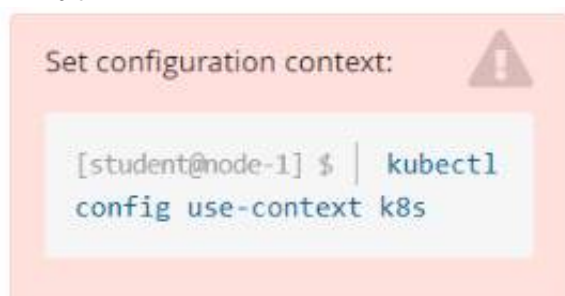 Set configuration context:
[student@node-1] $ | kubectl
config use-context k8s